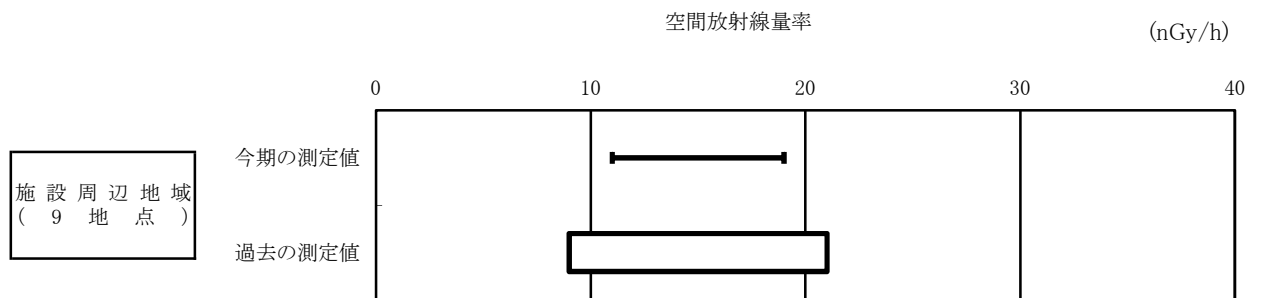 空間放射線量率
(nGy/h)
0 10 20 30 40
今期の測定値
施設周辺地域
(9地点)
過去の測定値